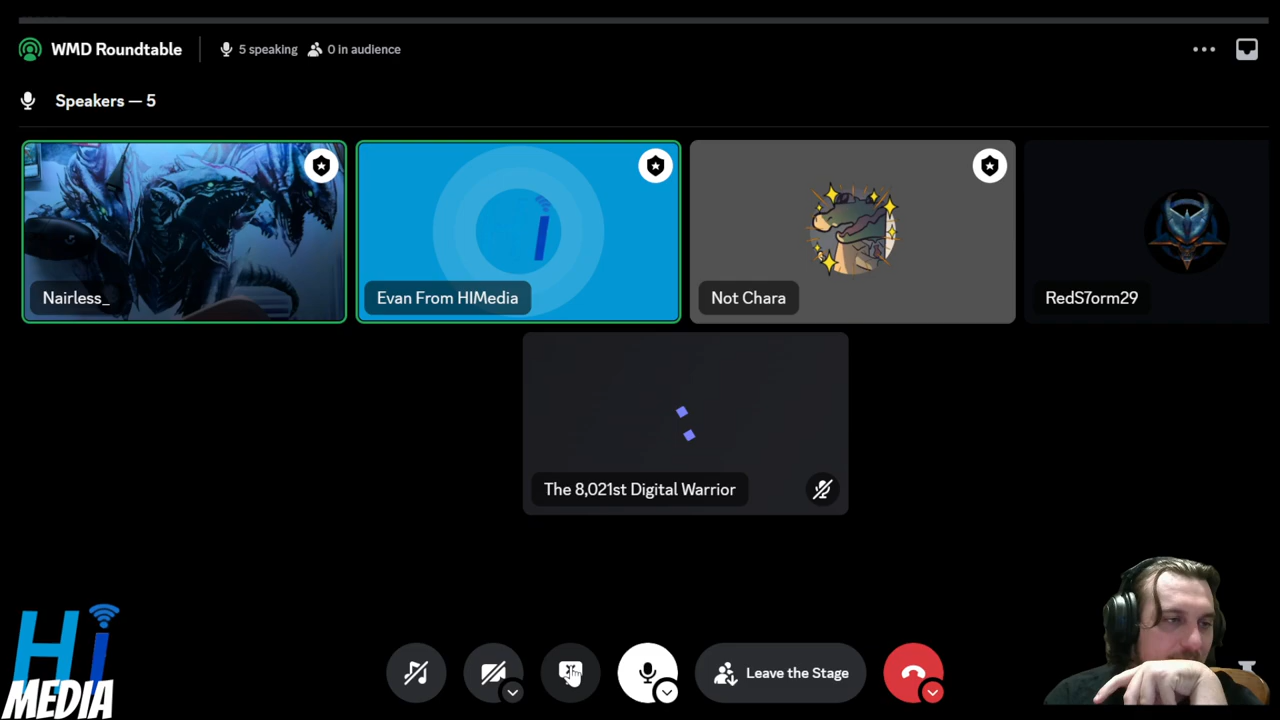 WMD Roundtable
5 speaking
0 in audience
Speakers — 5
Nairless_
Evan From HIMedia
Not Chara
RedS7orm29
The 8,021st Digital Warrior
Leave the Stage
Hi
MEDIA